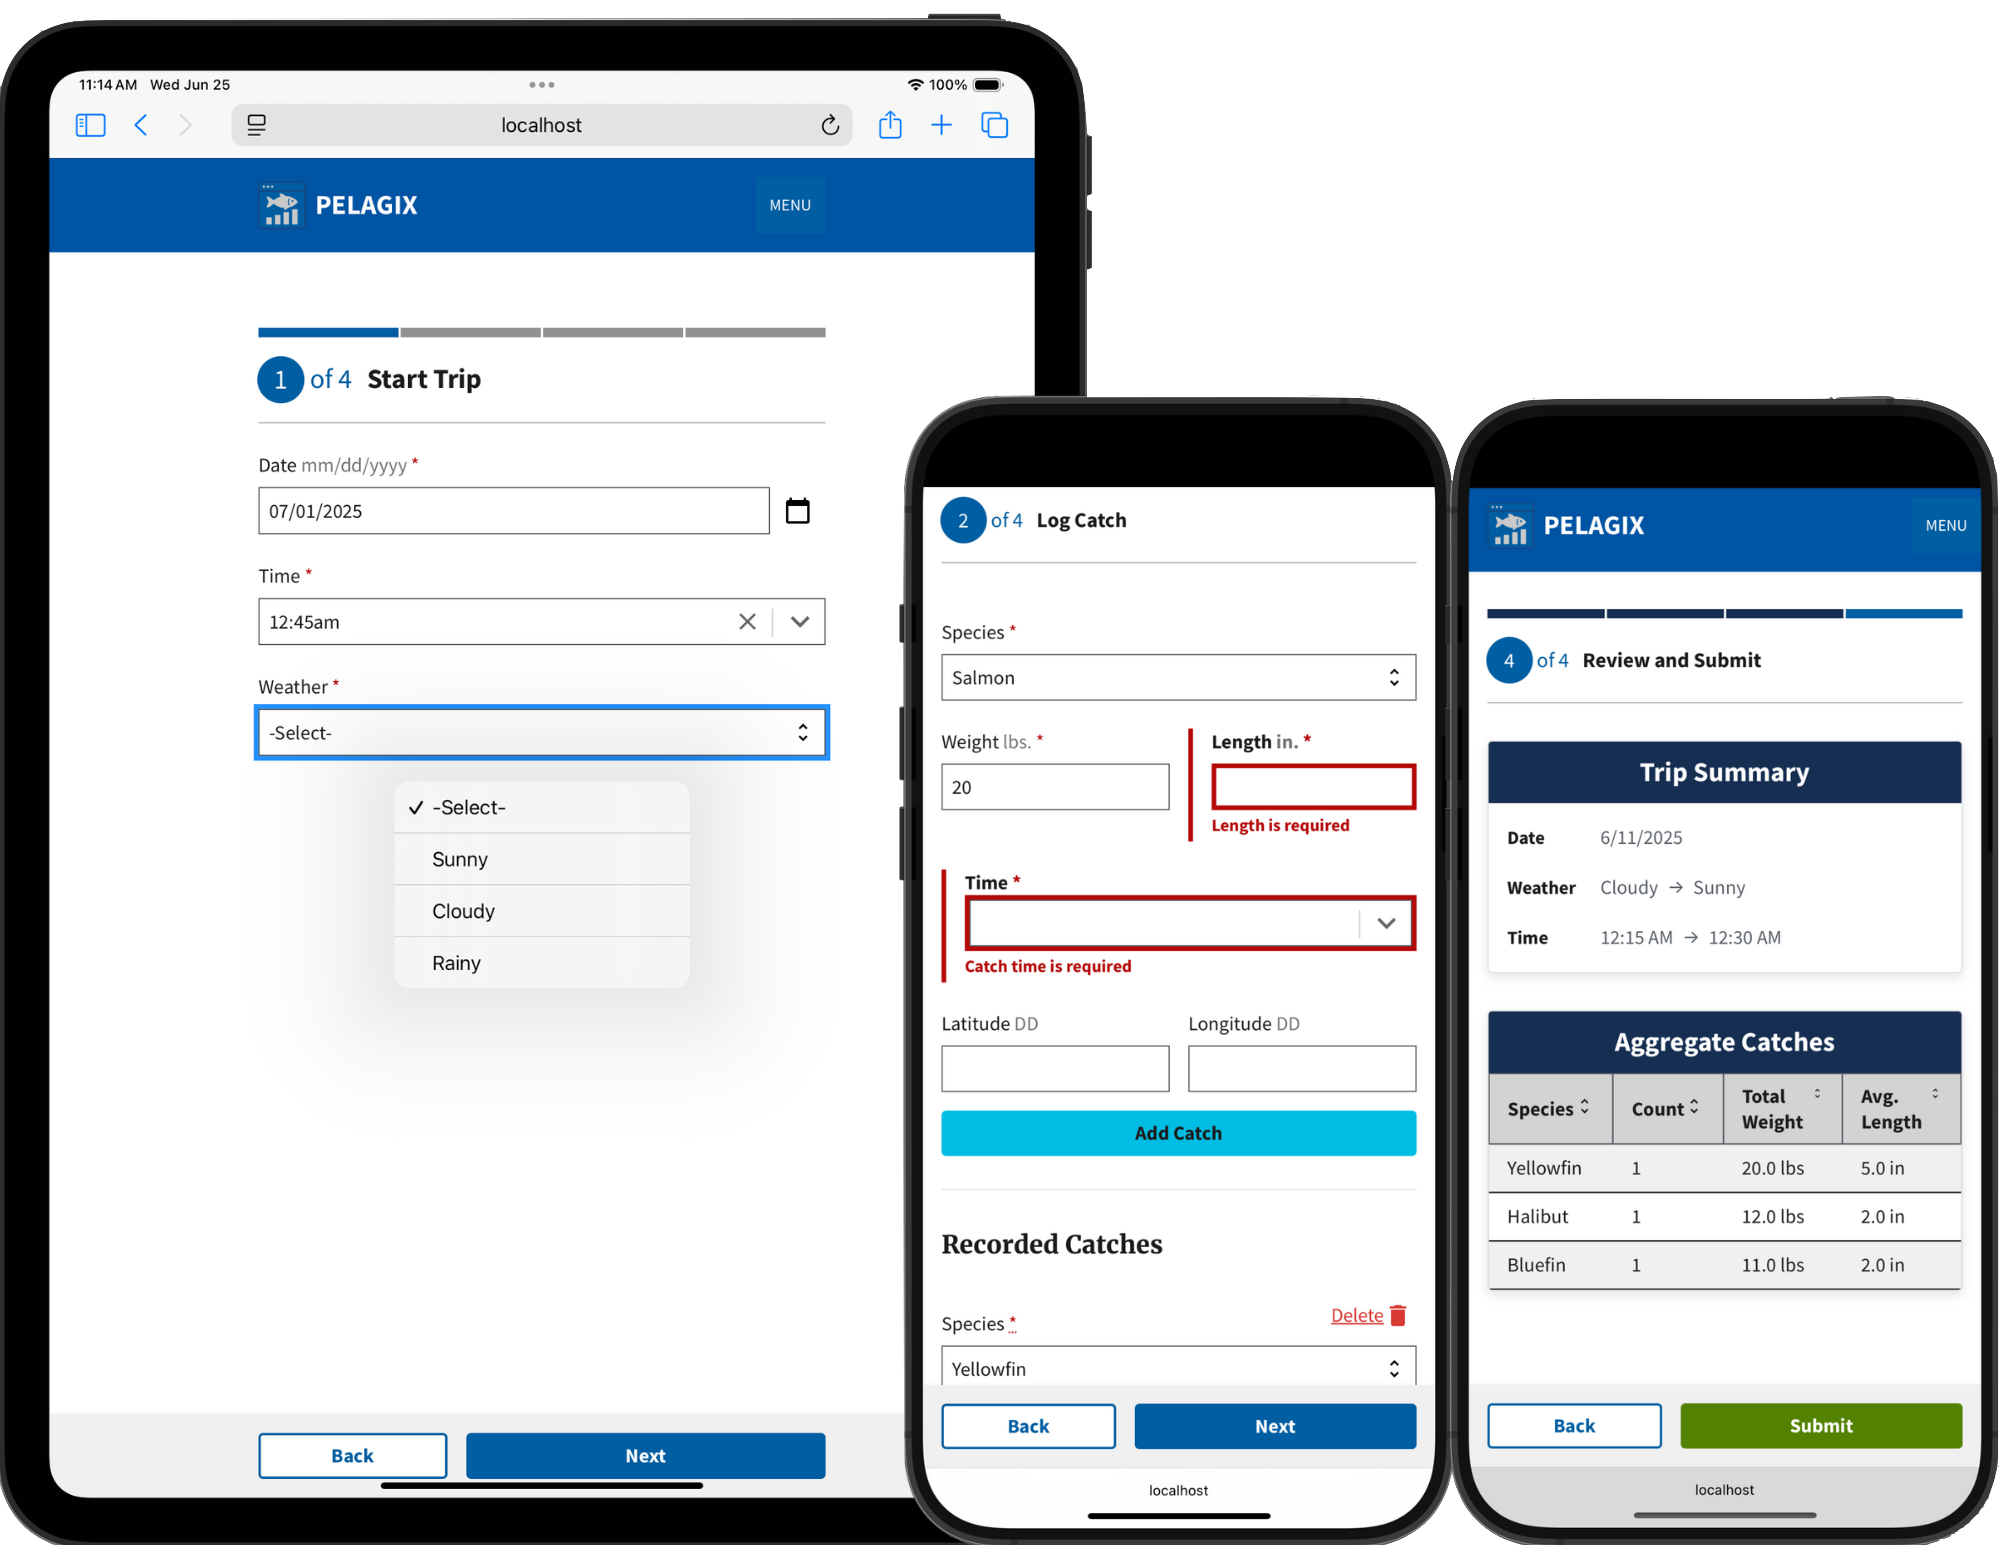 11:14 AM Wed Jun 25
100%
localhost
PELAGIX
MENU
1 of 4 Start Trip
Date mm/dd/yyyy *
07/01/2025
Time *
12:45am
Weather *
-Select-
✓ -Select-
Sunny
Cloudy
Rainy
Back
Next
2 of 4 Log Catch
Species *
Salmon
Weight lbs. *
Length in. *
20
Length is required
Time *
Catch time is required
Latitude DD
Longitude DD
Add Catch
Recorded Catches
Delete
Species *
Yellowfin
Back
Next
localhost
PELAGIX
MENU
4 of 4 Review and Submit
Trip Summary
Date 6/11/2025
Weather Cloudy → Sunny
Time 12:15 AM → 12:30 AM
Aggregate Catches
Species Count Total Weight Avg. Length
Yellowfin 1 20.0 lbs 5.0 in
Halibut 1 12.0 lbs 2.0 in
Bluefin 1 11.0 lbs 2.0 in
Back
Submit
localhost